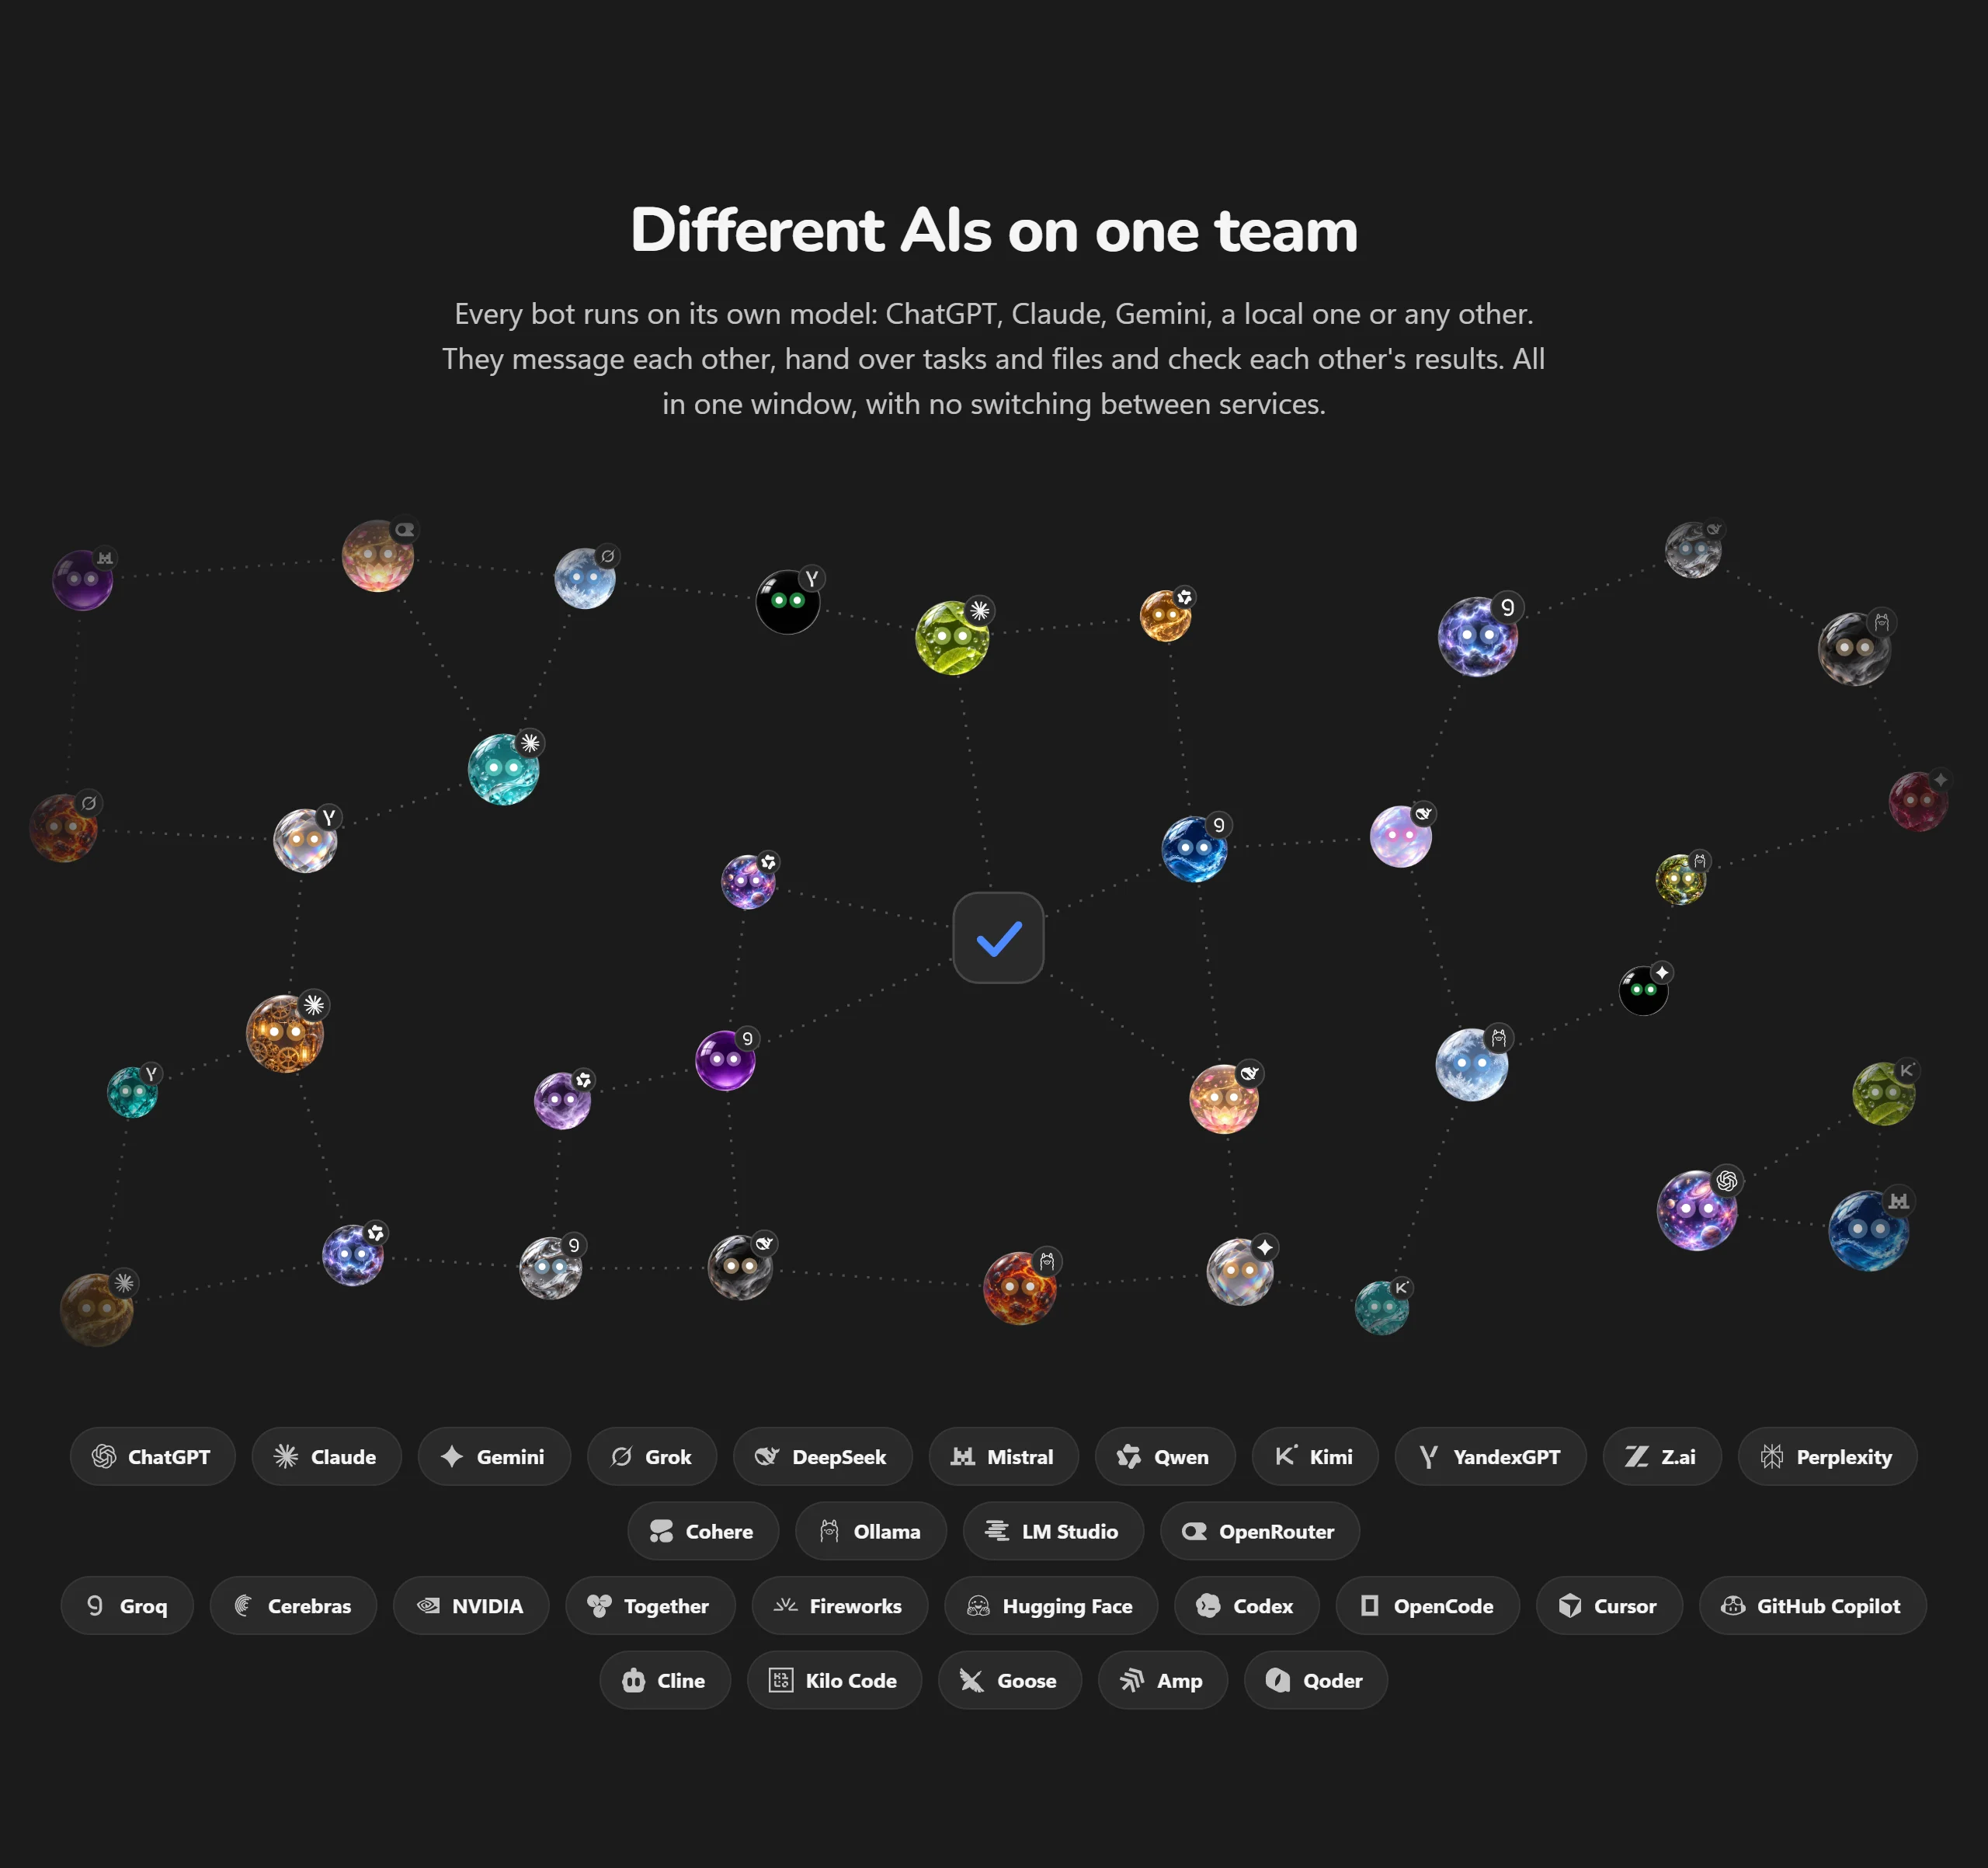 Different AIs on one team
Every bot runs on its own model: ChatGPT, Claude, Gemini, a local one or any other.
They message each other, hand over tasks and files and check each other's results. All
in one window, with no switching between services.
ChatGPT Claude Gemini Grok DeepSeek Mistral Qwen Kimi YandexGPT Z.ai Perplexity
Cohere Ollama LM Studio OpenRouter
Groq Cerebras NVIDIA Together Fireworks Hugging Face Codex OpenCode Cursor GitHub Copilot
Cline Kilo Code Goose Amp Qoder